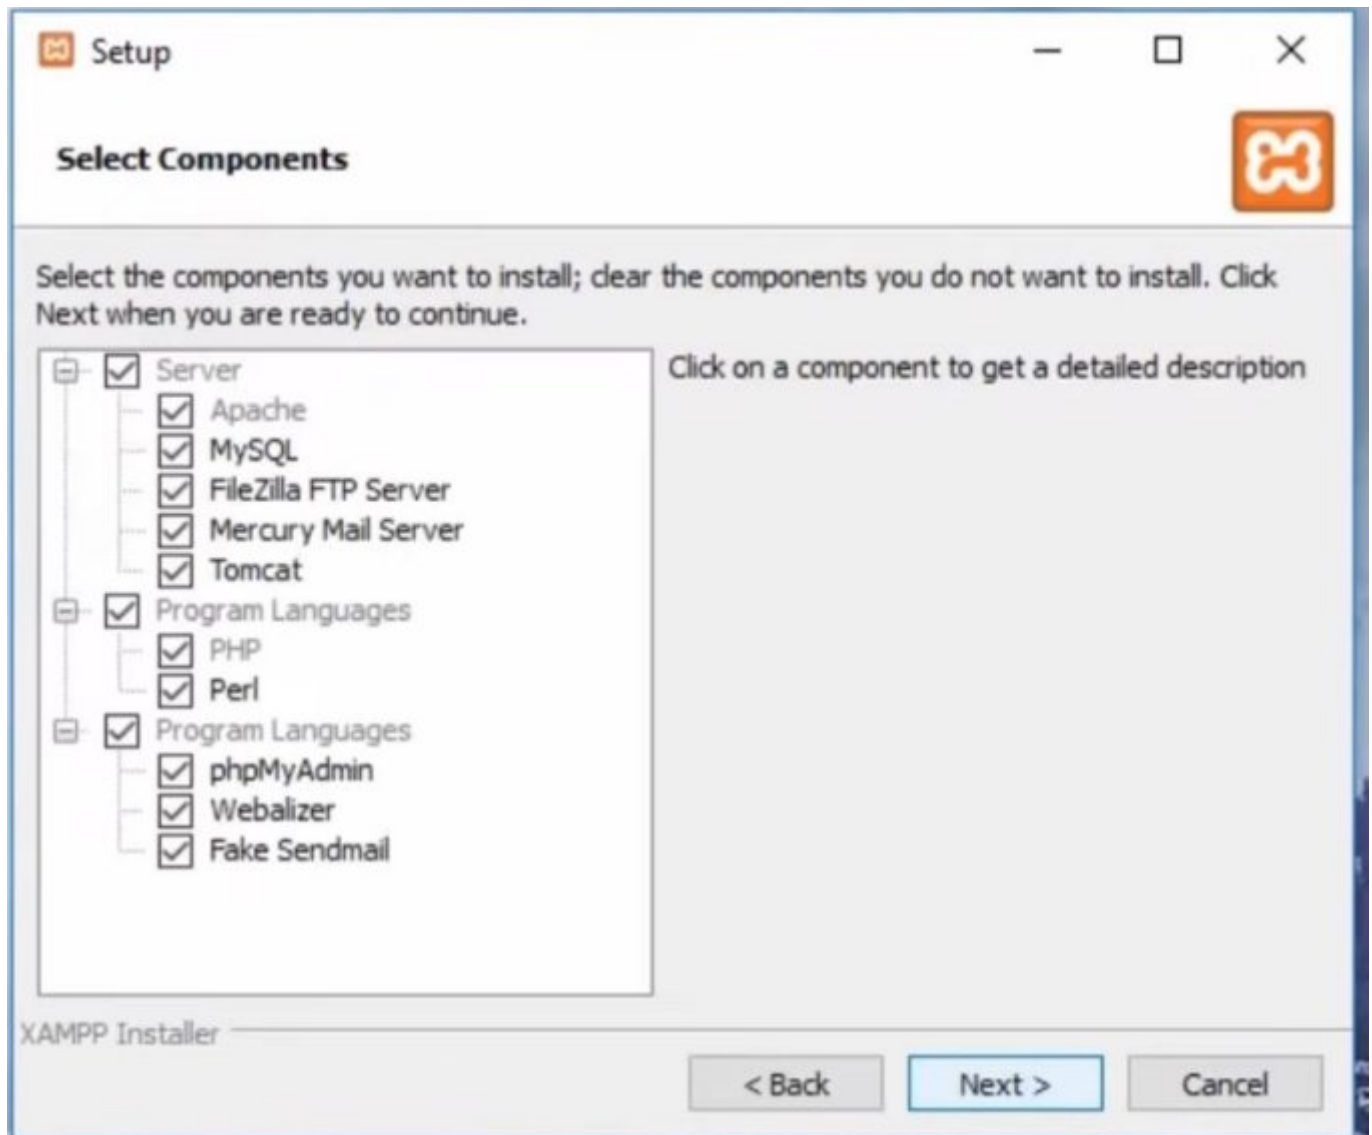 Setup
Select Components
Select the components you want to install; clear the components you do not want to install. Click
Next when you are ready to continue.
Server
Apache
MySQL
FileZilla FTP Server
Mercury Mail Server
Tomcat
Program Languages
PHP
Perl
Program Languages
phpMyAdmin
Webalizer
Fake Sendmail
Click on a component to get a detailed description
XAMPP Installer
< Back
Next >
Cancel